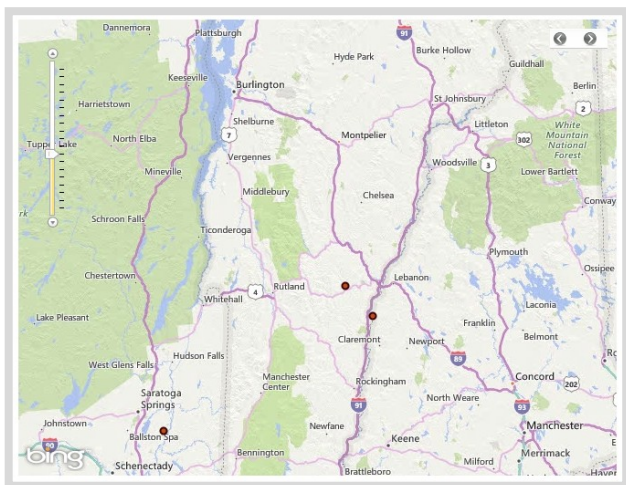 Dannemora
Plattsburgh
91
Hyde Park
Burke Hollow
Guildhall
Keeseville
Burlington
Berlin
Harrietstown
St Johnsbury
2
Shelburne
Littleton
White
Mountain
National
Forest
North Elba
7
Montpelier
302
Tupper Lake
Vergennes
Woodsville
3
Mineville
Lower Bartlett
Middlebury
Chelsea
Conway
rk
Schroon Falls
Ticonderoga
Plymouth
Ossipee
Chestertown
Lebanon
Rutland
4
Whitehall
Laconia
Lake Pleasant
Franklin
Claremont
Newport
Belmont
Hudson Falls
89
West Glens Falls
Manchester
Center
Rockingham
Concord
202
Saratoga
Springs
91
North Weare
93
Johnstown
Newfane
Manchester
Ballston Spa
Keene
90
bing
Bennington
Merrimack
Schenectady
Milford
Brattleboro
Haver